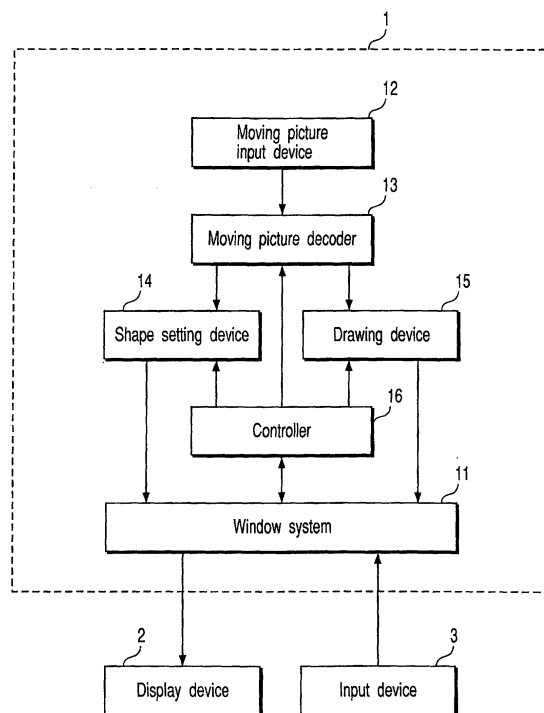 1
12
Moving picture
input device
13
Moving picture decoder
14
15
Shape setting device
Drawing device
16
Controller
11
Window system
2
3
Display device
Input device